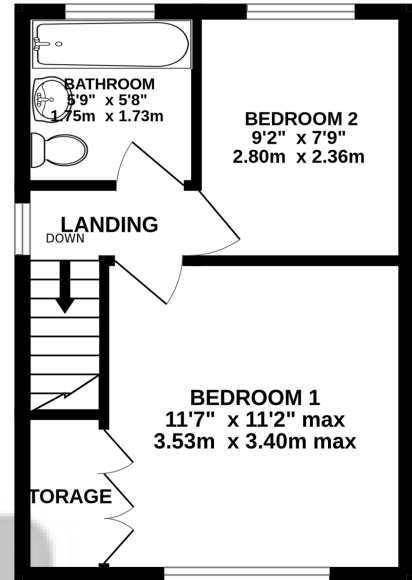 BATHROOM
5'9" x 5'8"
1.75m x 1.73m
BEDROOM 2
9'2" x 7'9"
2.80m x 2.36m
LANDING
DOWN
BEDROOM 1
11'7" x 11'2" max
3.53m x 3.40m max
TORAGE